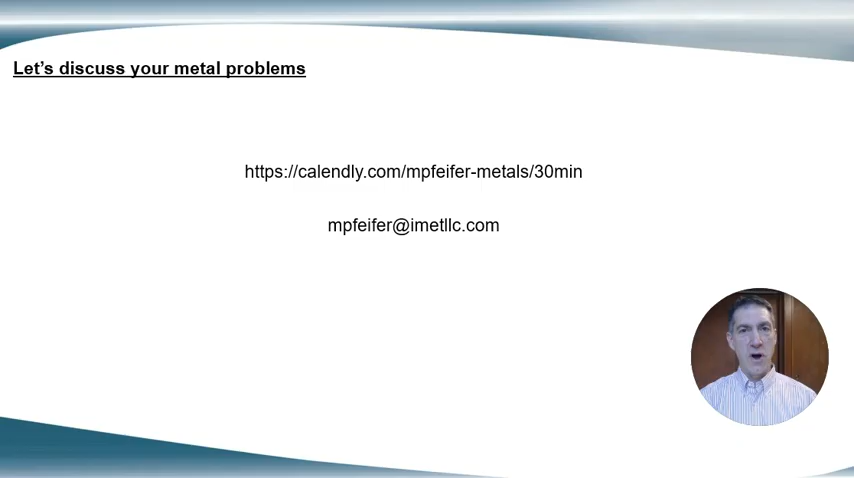 Let’s discuss your metal problems
https://calendly.com/mpfeifer-metals/30min
mpfeifer@imetllc.com